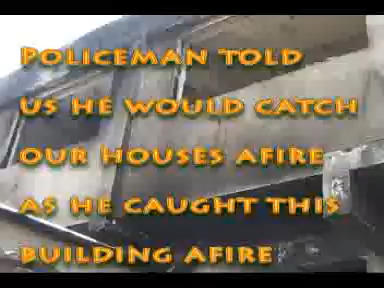 Policeman told
us he would catch
our houses afire
as he caught this
building afire